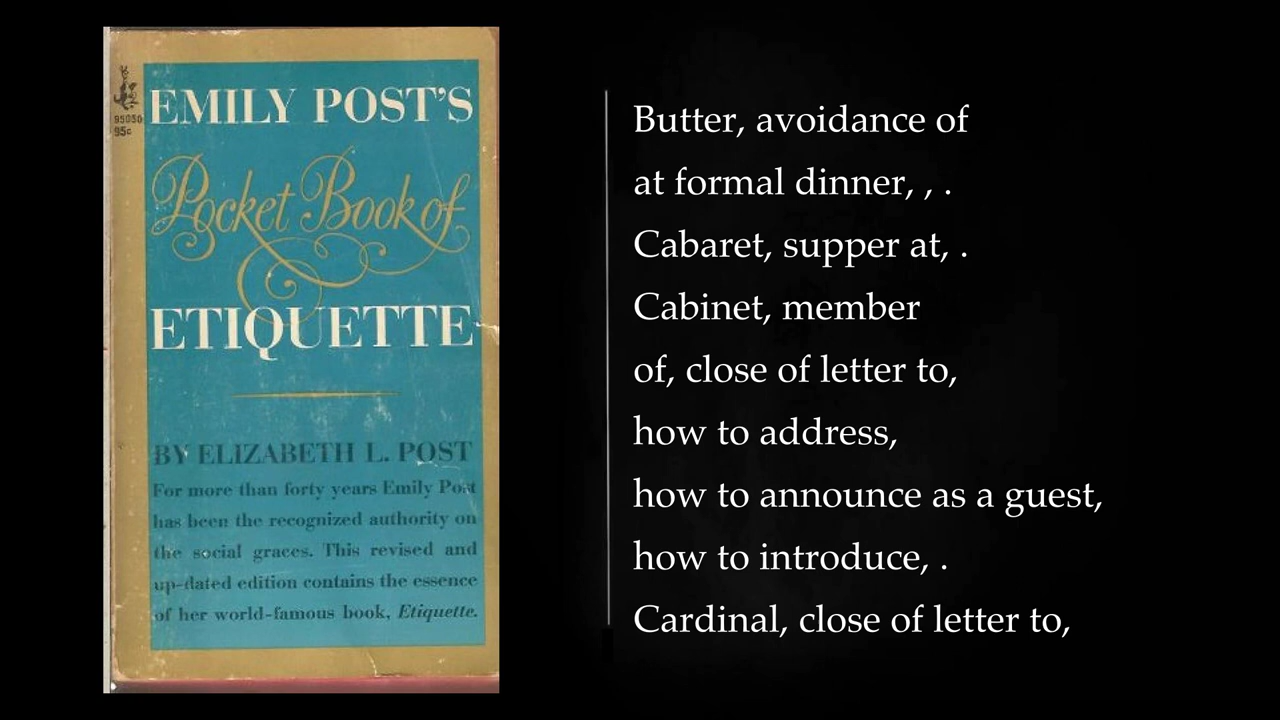 95050
95c
EMILY POST'S
Pocket Book of
ETIQUETTE
BY ELIZABETH L. POST
For more than forty years Emily Post
has been the recognized authority on
the social graces. This revised and
up-dated edition contains the essence
of her world-famous book, Etiquette.
Butter, avoidance of
at formal dinner, , .
Cabaret, supper at, .
Cabinet, member
of, close of letter to,
how to address,
how to announce as a guest,
how to introduce, .
Cardinal, close of letter to,